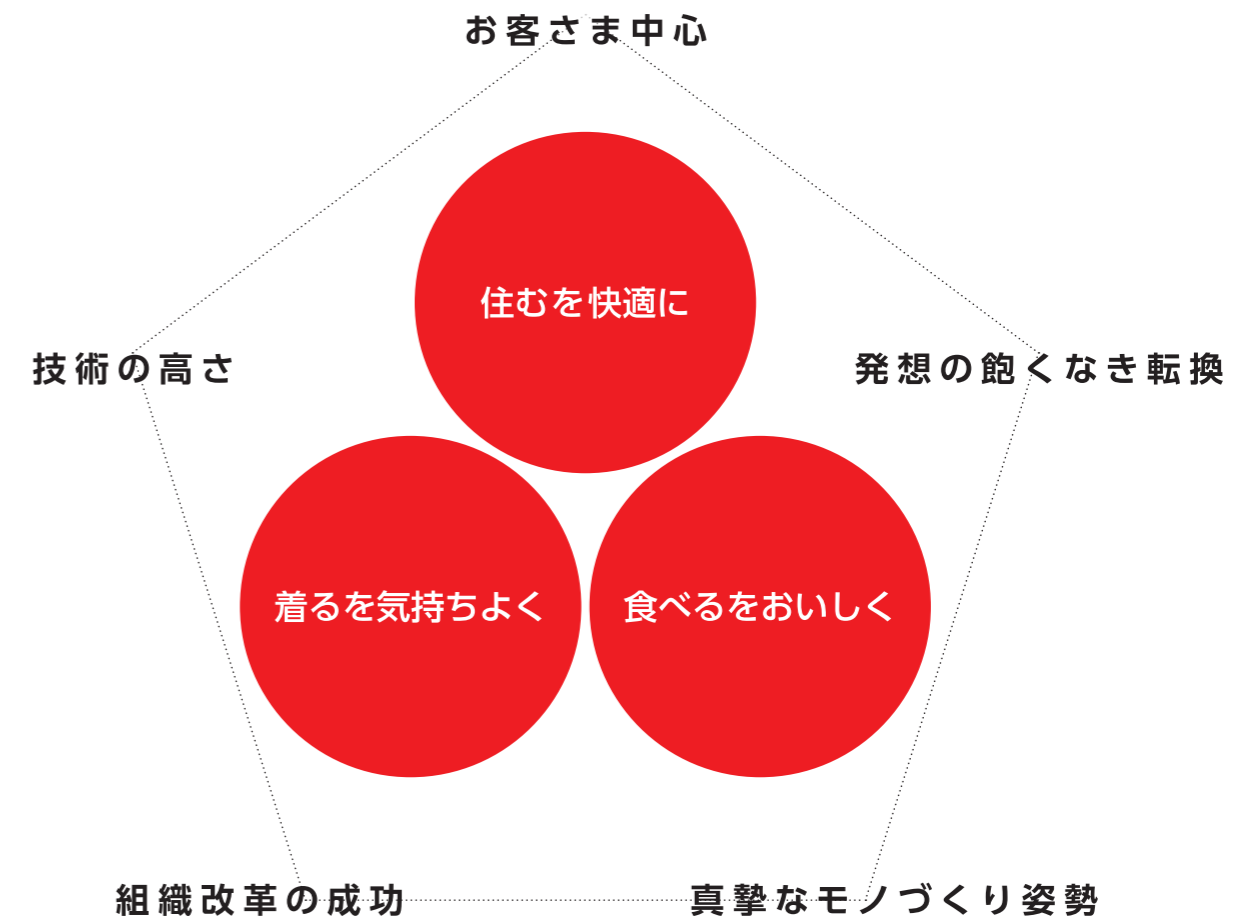 お客さま中心
住むを快適に
技術の高さ
発想の飽くなき転換
着るを気持ちよく
食べるをおいしく
組織改革の成功
真摯なモノづくり姿勢